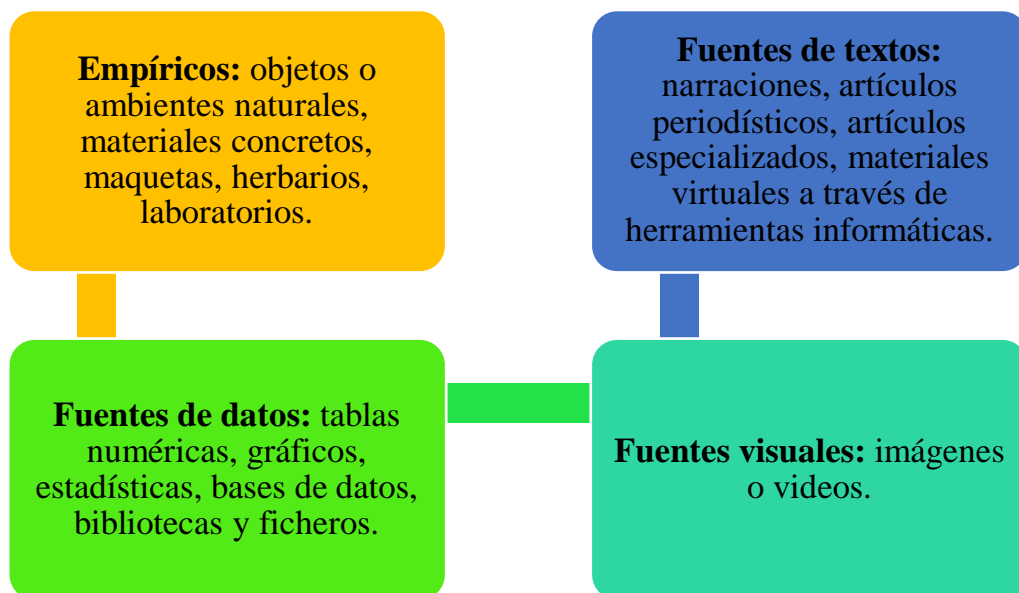 Empíricos: objetos o
ambientes naturales,
materiales concretos,
maquetas, herbarios,
laboratorios.
Fuentes de datos: tablas
numéricas, gráficos,
estadísticas, bases de datos,
bibliotecas y ficheros.
Fuentes visuales: imágenes
o videos.
Fuentes de textos:
narraciones, artículos
periodísticos, artículos
especializados, materiales
virtuales a través de
herramientas informáticas.